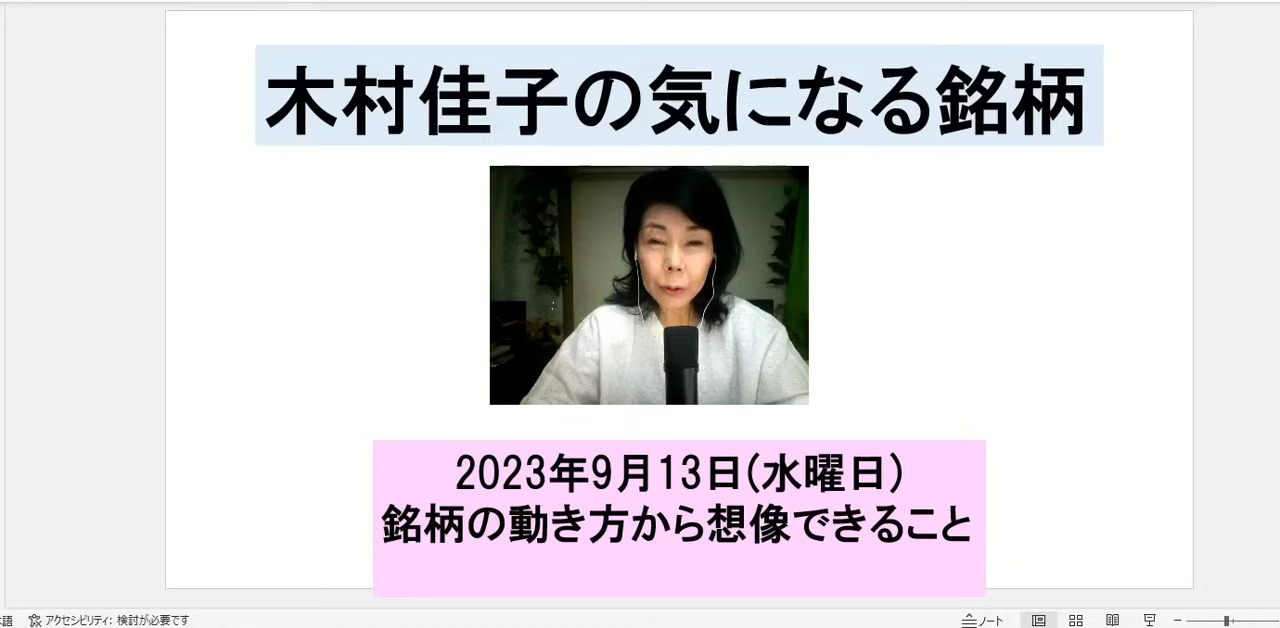 木村佳子の気になる銘柄
2023年9月13日(水曜日)
銘柄の動き方から想像できること
語 アクセシビリティ: 検討が必要です ノート